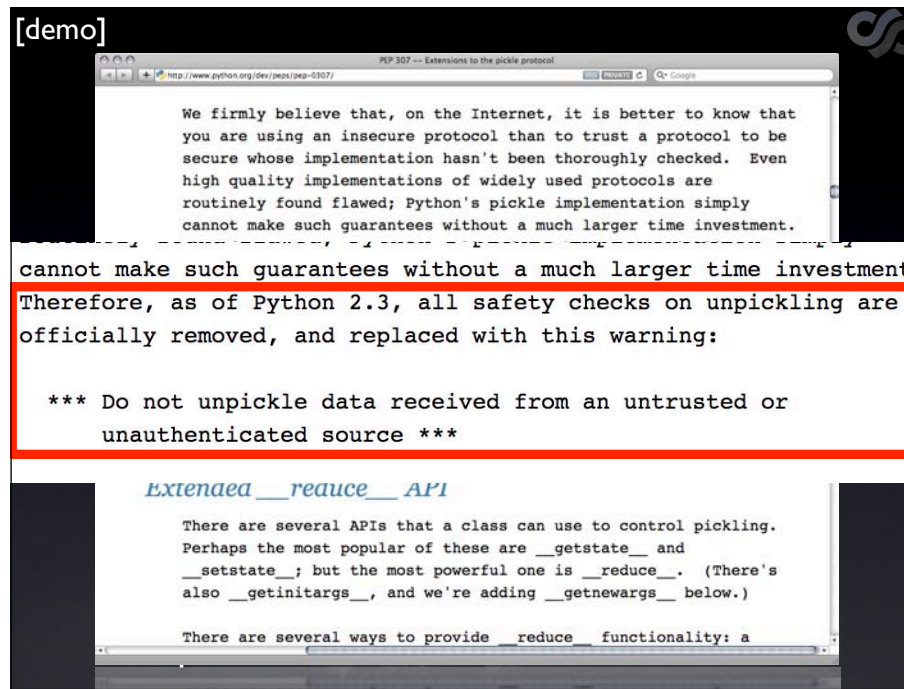 [demo]
PEP 307 -- Extensions to the pickle protocol
http://www.python.org/dev/peps/pep-0307/
PRIVATE
Google
We firmly believe that, on the Internet, it is better to know that
you are using an insecure protocol than to trust a protocol to be
secure whose implementation hasn't been thoroughly checked.  Even
high quality implementations of widely used protocols are
routinely found flawed; Python's pickle implementation simply
cannot make such guarantees without a much larger time investment.
cannot make such guarantees without a much larger time investment
Therefore, as of Python 2.3, all safety checks on unpickling are
officially removed, and replaced with this warning:
*** Do not unpickle data received from an untrusted or
unauthenticated source ***
Extended __reduce__ API
There are several APIs that a class can use to control pickling.
Perhaps the most popular of these are __getstate__ and
__setstate__; but the most powerful one is __reduce__.  (There's
also __getinitargs__, and we're adding __getnewargs__ below.)
There are several ways to provide __reduce__ functionality: a